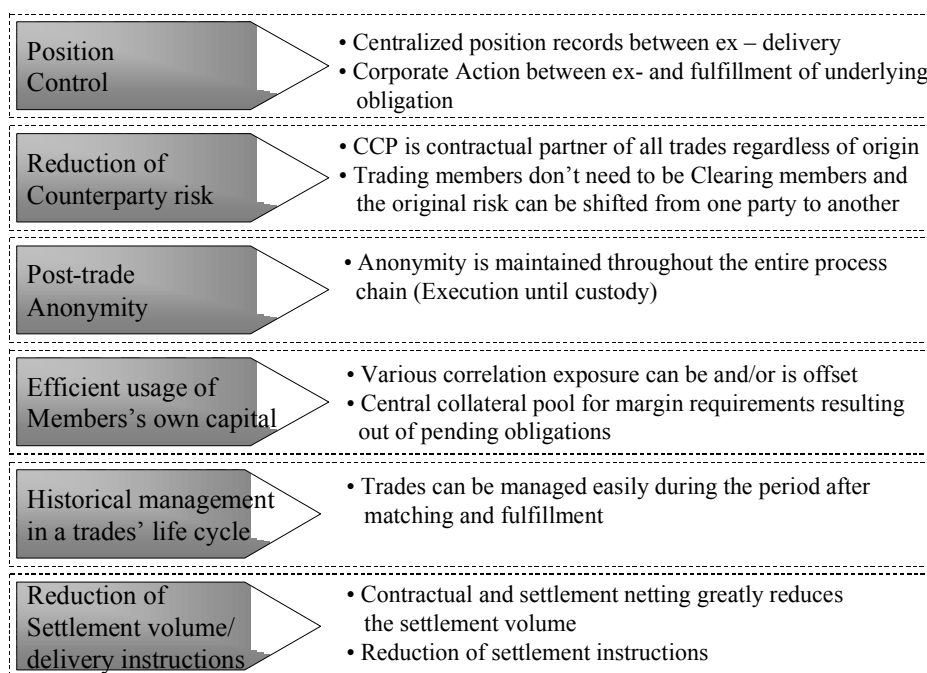 Position
Control
• Centralized position records between ex – delivery
• Corporate Action between ex- and fulfillment of underlying
obligation
Reduction of
Counterparty risk
• CCP is contractual partner of all trades regardless of origin
• Trading members don’t need to be Clearing members and
the original risk can be shifted from one party to another
Post-trade
Anonymity
• Anonymity is maintained throughout the entire process
chain (Execution until custody)
Efficient usage of
Members’s own capital
• Various correlation exposure can be and/or is offset
• Central collateral pool for margin requirements resulting
out of pending obligations
Historical management
in a trades’ life cycle
• Trades can be managed easily during the period after
matching and fulfillment
Reduction of
Settlement volume/
delivery instructions
• Contractual and settlement netting greatly reduces
the settlement volume
• Reduction of settlement instructions